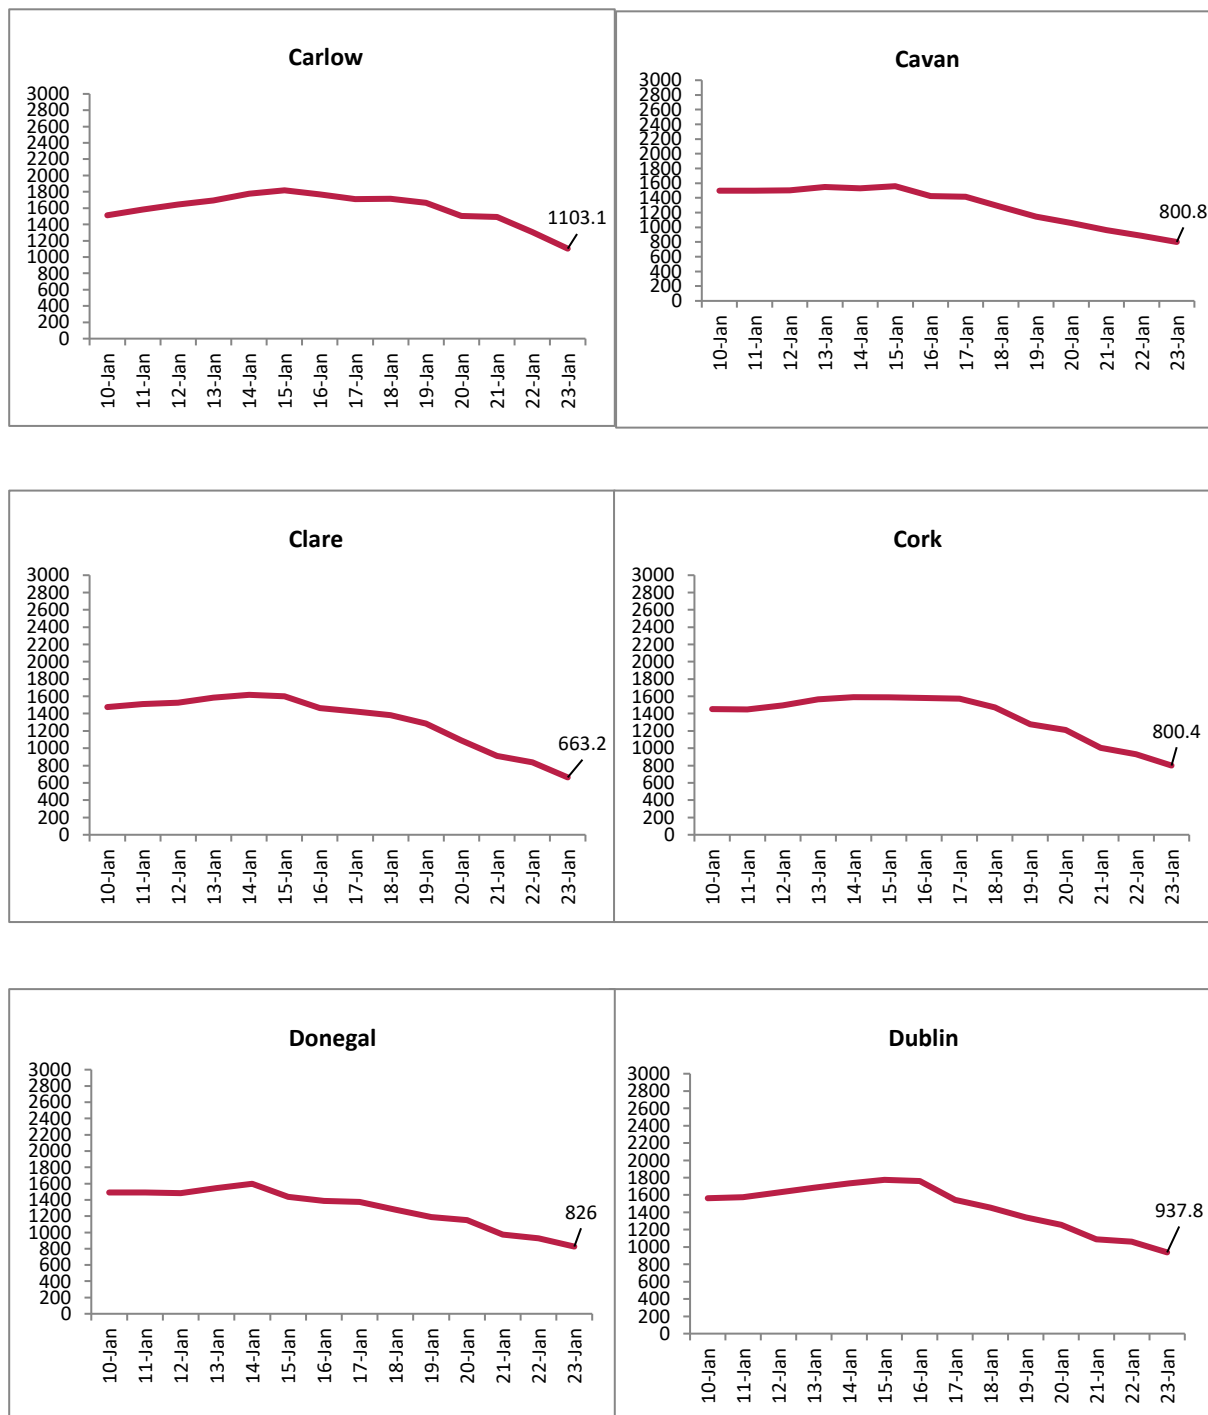 Carlow
3000
2800
2600
2400
2200
2000
1800
1600
1400
1200
1000
800
600
400
200
0
1103.1
10-Jan
11-Jan
12-Jan
13-Jan
14-Jan
15-Jan
16-Jan
17-Jan
18-Jan
19-Jan
20-Jan
21-Jan
22-Jan
23-Jan
Cavan
3000
2800
2600
2400
2200
2000
1800
1600
1400
1200
1000
800
600
400
200
0
800.8
10-Jan
11-Jan
12-Jan
13-Jan
14-Jan
15-Jan
16-Jan
17-Jan
18-Jan
19-Jan
20-Jan
21-Jan
22-Jan
23-Jan
Clare
3000
2800
2600
2400
2200
2000
1800
1600
1400
1200
1000
800
600
400
200
0
663.2
10-Jan
11-Jan
12-Jan
13-Jan
14-Jan
15-Jan
16-Jan
17-Jan
18-Jan
19-Jan
20-Jan
21-Jan
22-Jan
23-Jan
Cork
3000
2800
2600
2400
2200
2000
1800
1600
1400
1200
1000
800
600
400
200
0
800.4
10-Jan
11-Jan
12-Jan
13-Jan
14-Jan
15-Jan
16-Jan
17-Jan
18-Jan
19-Jan
20-Jan
21-Jan
22-Jan
23-Jan
Donegal
3000
2800
2600
2400
2200
2000
1800
1600
1400
1200
1000
800
600
400
200
0
826
10-Jan
11-Jan
12-Jan
13-Jan
14-Jan
15-Jan
16-Jan
17-Jan
18-Jan
19-Jan
20-Jan
21-Jan
22-Jan
23-Jan
Dublin
3000
2800
2600
2400
2200
2000
1800
1600
1400
1200
1000
800
600
400
200
0
937.8
10-Jan
11-Jan
12-Jan
13-Jan
14-Jan
15-Jan
16-Jan
17-Jan
18-Jan
19-Jan
20-Jan
21-Jan
22-Jan
23-Jan